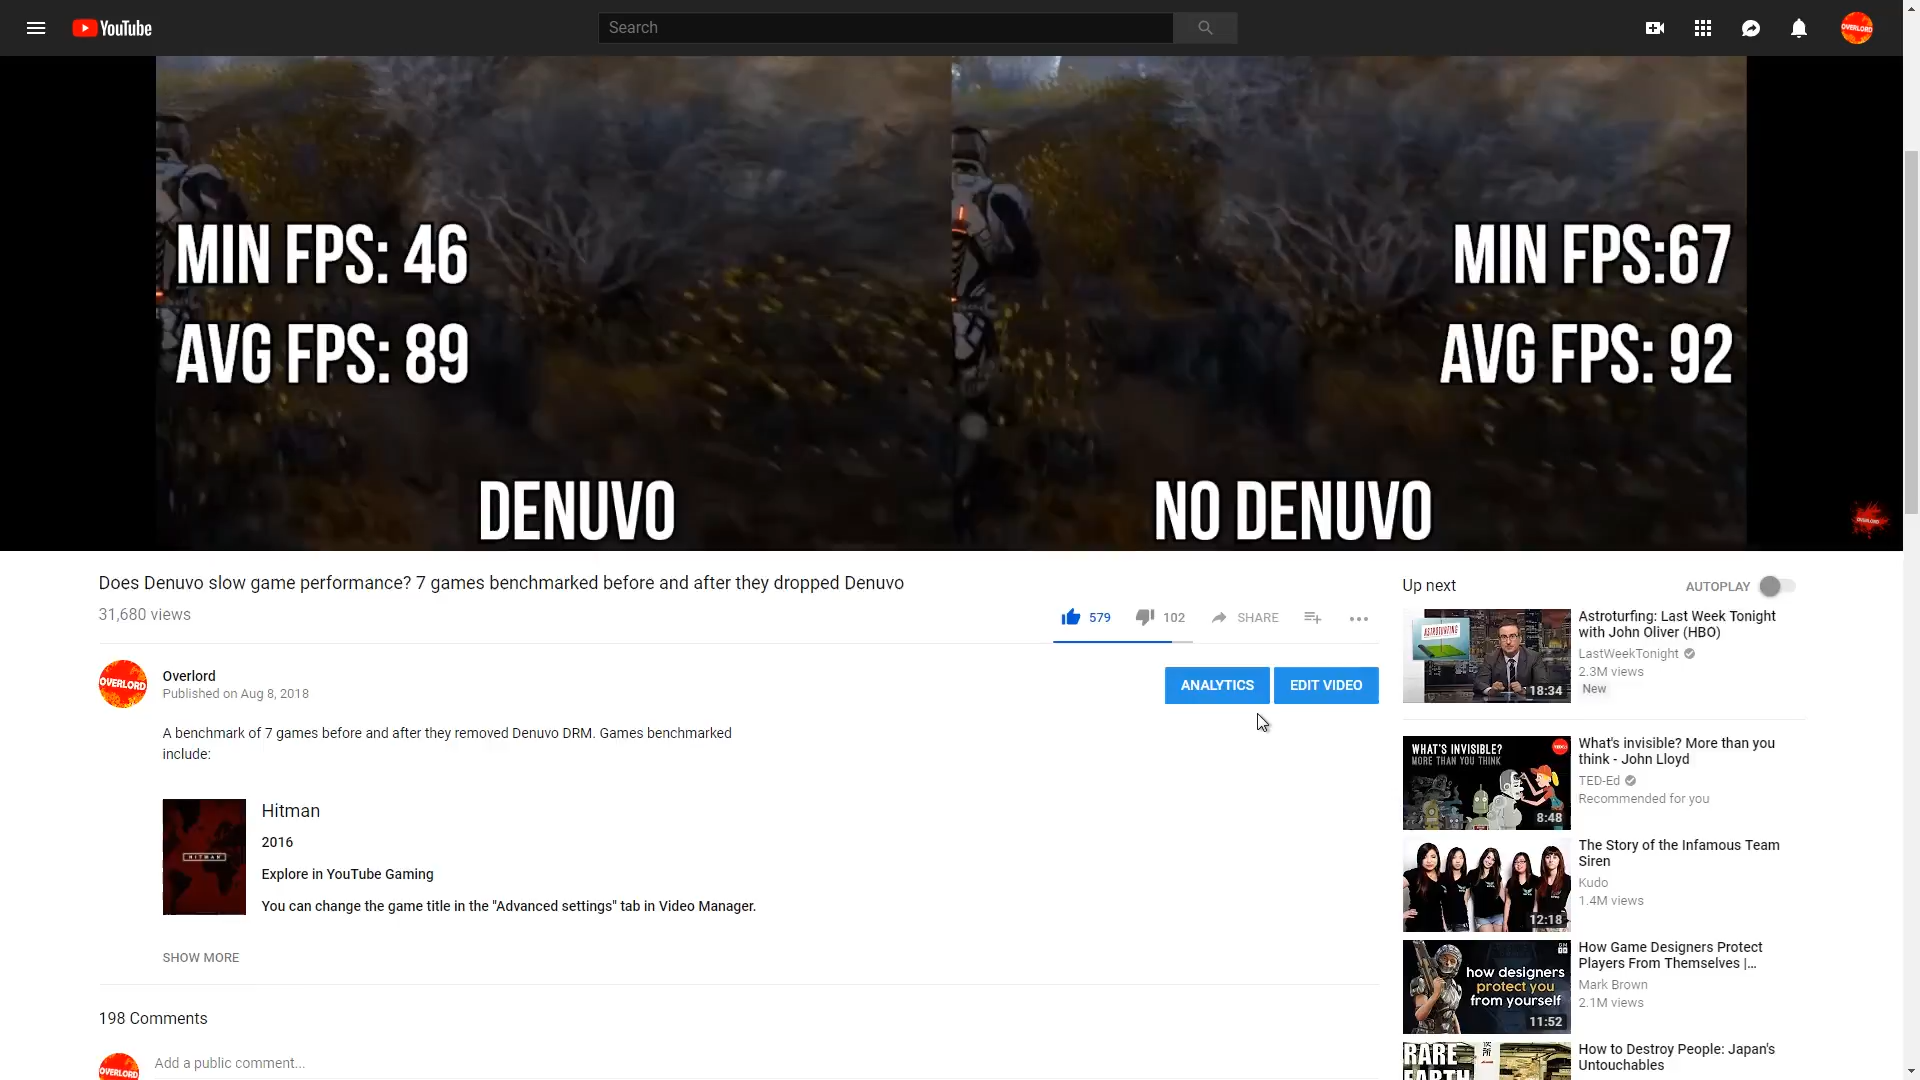 YouTube
Search
OVERLORD
MIN FPS: 46
AVG FPS: 89
DENUVO
MIN FPS:67
AVG FPS: 92
NO DENUVO
OVERLORD
Does Denuvo slow game performance? 7 games benchmarked before and after they dropped Denuvo
31,680 views
579
102
SHARE
OVERLORD
Overlord
Published on Aug 8, 2018
ANALYTICS
EDIT VIDEO
A benchmark of 7 games before and after they removed Denuvo DRM. Games benchmarked
include:
HITMAN
Hitman
2016
Explore in YouTube Gaming
You can change the game title in the "Advanced settings" tab in Video Manager.
SHOW MORE
198 Comments
OVERLORD
Add a public comment...
Up next
AUTOPLAY
ASTROTURFING
18:34
Astroturfing: Last Week Tonight
with John Oliver (HBO)
LastWeekTonight
2.3M views
New
WHAT'S INVISIBLE?
MORE THAN YOU THINK
8:48
What's invisible? More than you
think - John Lloyd
TED-Ed
Recommended for you
12:18
The Story of the Infamous Team
Siren
Kudo
1.4M views
how designers
protect you
from yourself
11:52
How Game Designers Protect
Players From Themselves |...
Mark Brown
2.1M views
RARE
EARTH
How to Destroy People: Japan's
Untouchables